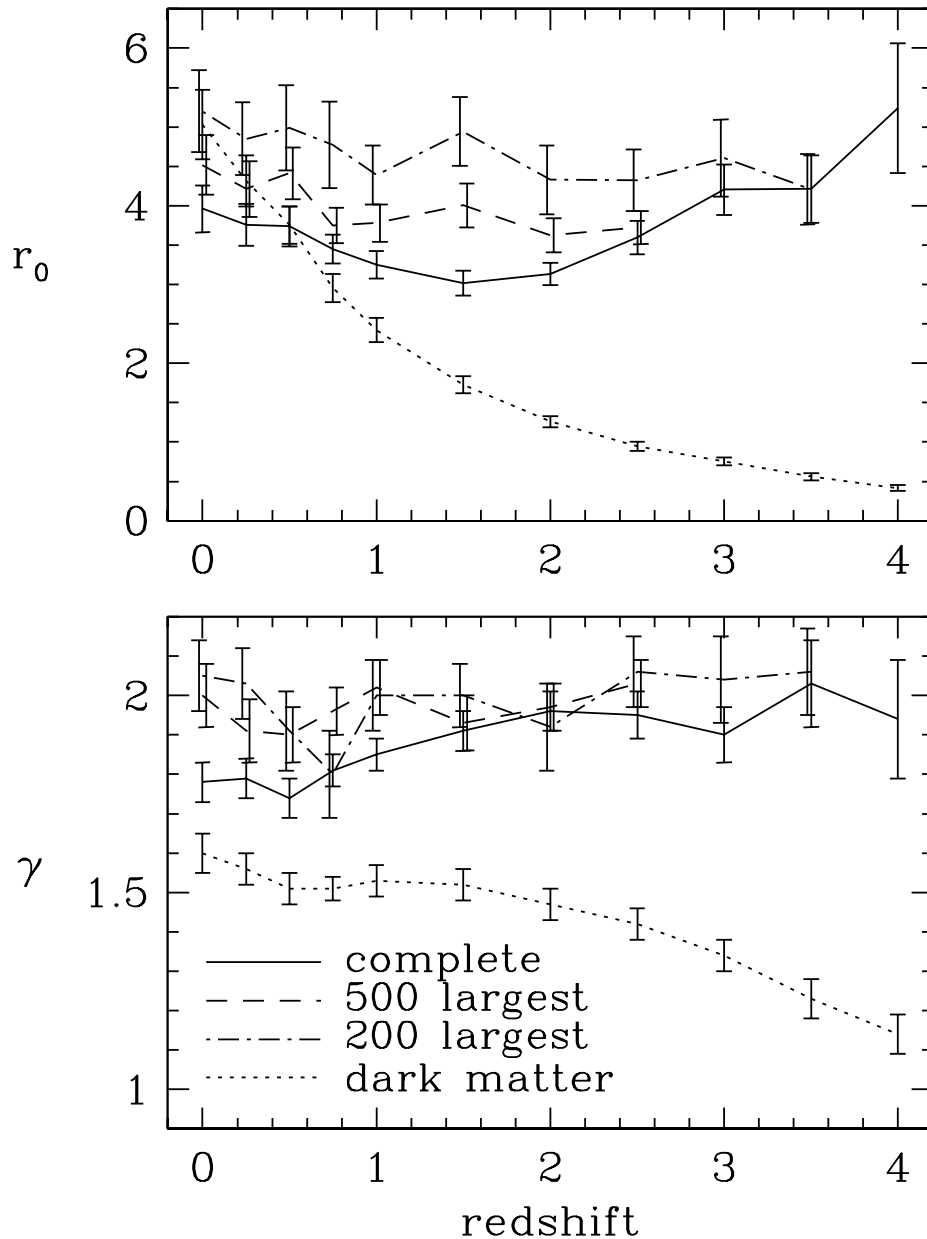 6
4
r₀
2
0
0 1 2 3 4
2
γ
1.5
complete
500 largest
200 largest
dark matter
1
0 1 2 3 4
redshift